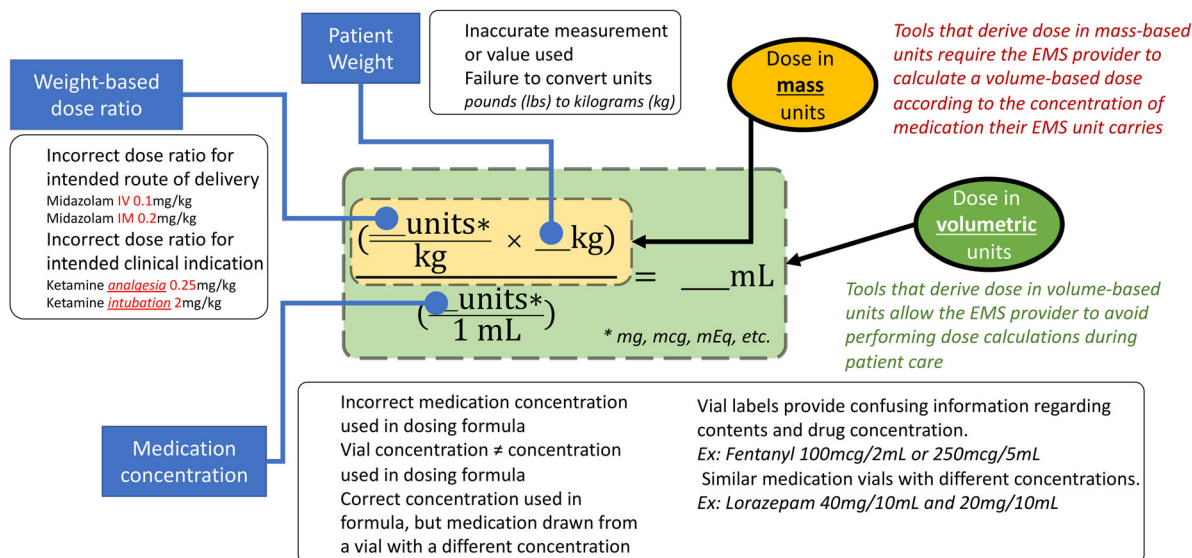 Patient
Weight
Inaccurate measurement
or value used
Failure to convert units
pounds (lbs) to kilograms (kg)
Dose in
mass
units
Tools that derive dose in mass-based
units require the EMS provider to
calculate a volume-based dose
according to the concentration of
medication their EMS unit carries
Weight-based
dose ratio
Incorrect dose ratio for
intended route of delivery
Midazolam IV 0.1mg/kg
Midazolam IM 0.2mg/kg
Incorrect dose ratio for
intended clinical indication
Ketamine analgesia 0.25mg/kg
Ketamine intubation 2mg/kg
(__units*/kg × __kg)
= __mL
(__units*/1 mL)
* mg, mcg, mEq, etc.
Dose in
volumetric
units
Tools that derive dose in volume-based
units allow the EMS provider to avoid
performing dose calculations during
patient care
Medication
concentration
Incorrect medication concentration
used in dosing formula
Vial concentration ≠ concentration
used in dosing formula
Correct concentration used in
formula, but medication drawn from
a vial with a different concentration
Vial labels provide confusing information regarding
contents and drug concentration.
Ex: Fentanyl 100mcg/2mL or 250mcg/5mL
Similar medication vials with different concentrations.
Ex: Lorazepam 40mg/10mL and 20mg/10mL